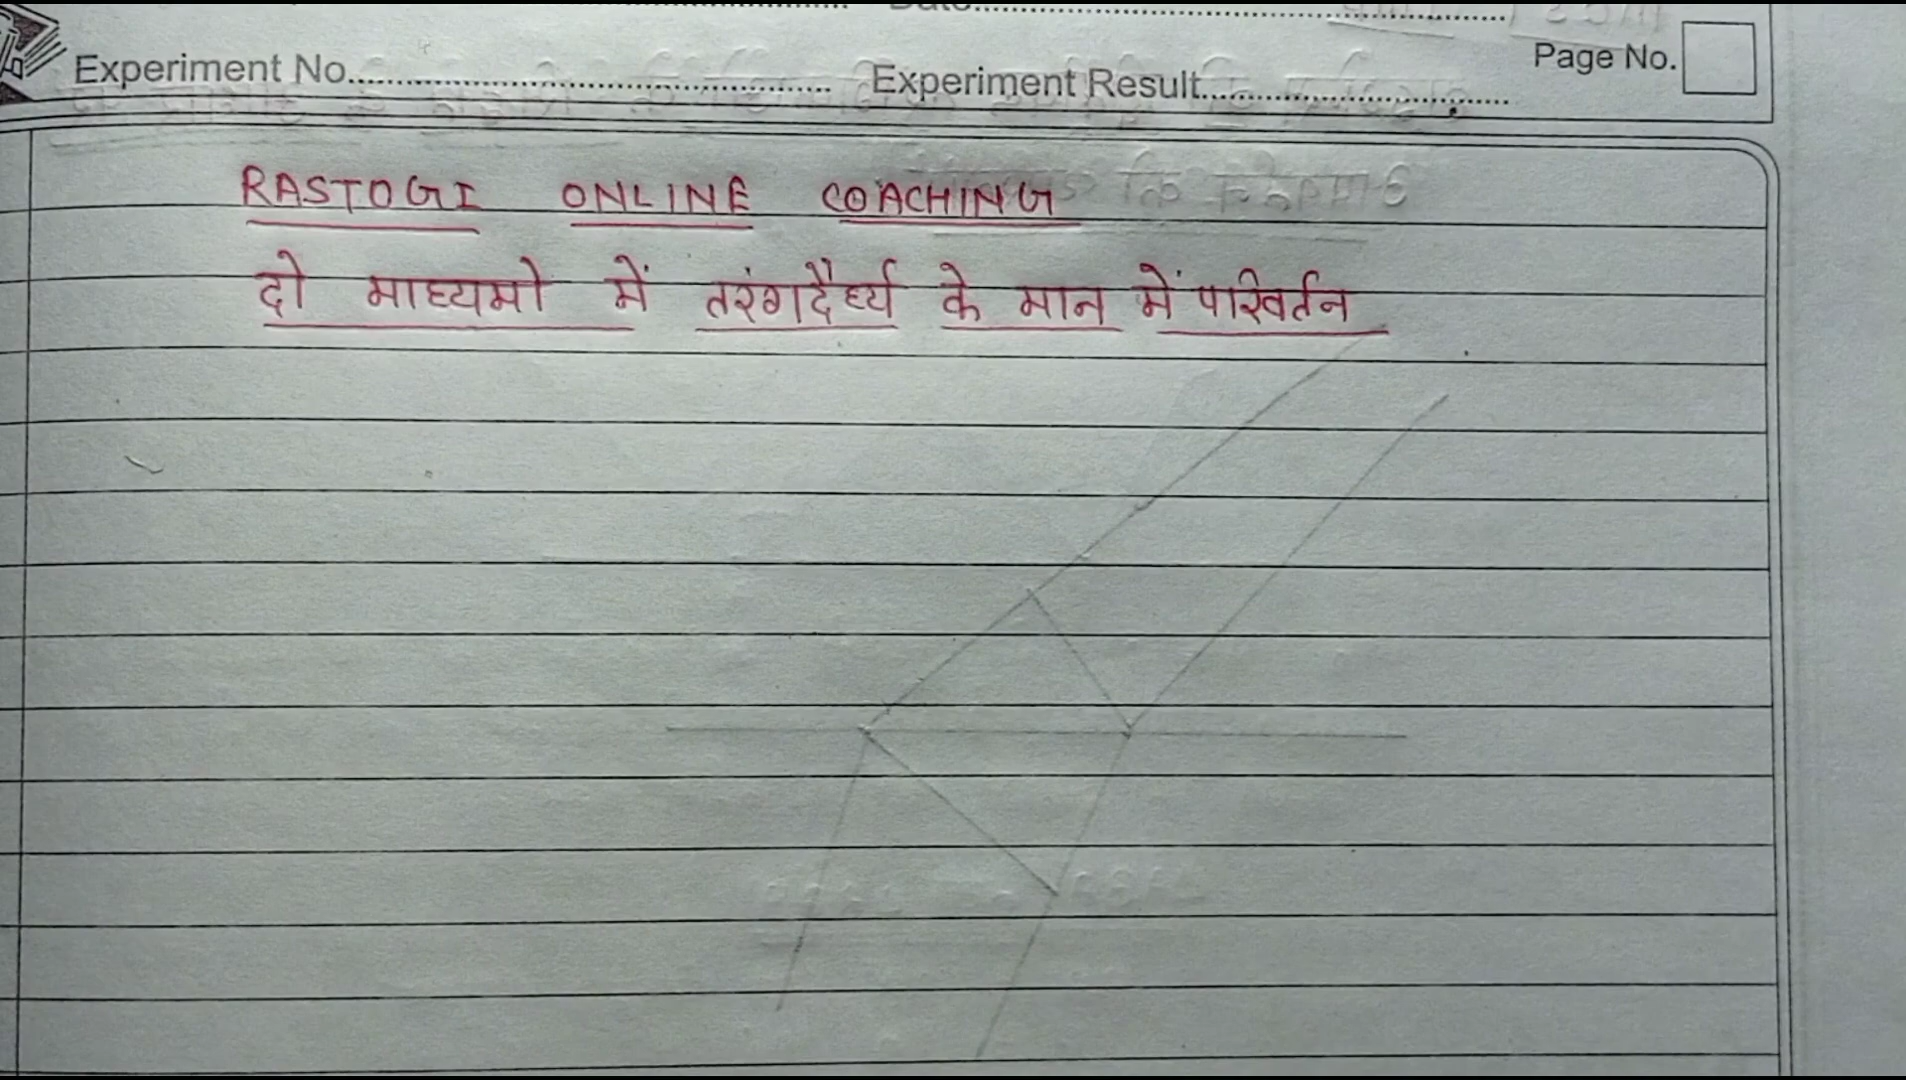 Experiment No.
Experiment Result
Page No.
RASTOGI ONLINE COACHING
दो माध्यमो में तरंगदैर्ध्य के मान में परिवर्तन